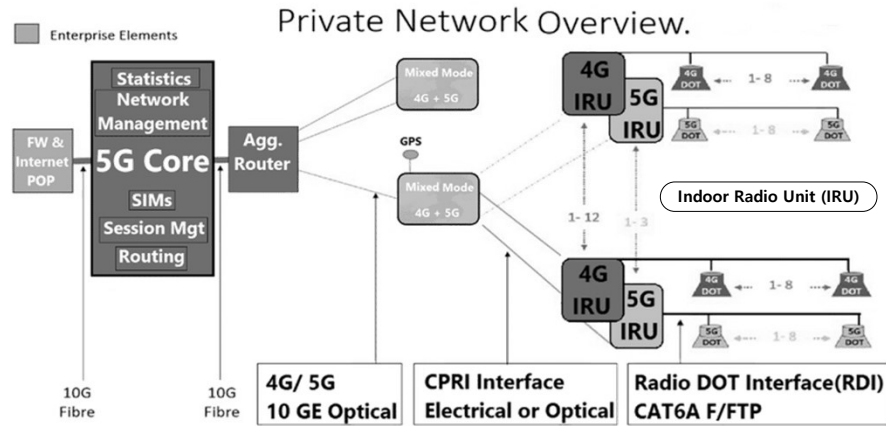 Private Network Overview.
Enterprise Elements
FW &
Internet
POP
Statistics
Network
Management
5G Core
SIMs
Session Mgt
Routing
Agg.
Router
Mixed Mode
4G + 5G
GPS
Mixed Mode
4G + 5G
4G
IRU
5G
IRU
4G
DOT
1- 8
4G
DOT
5G
DOT
1- 8
5G
DOT
Indoor Radio Unit (IRU)
1- 12
1- 3
4G
IRU
5G
IRU
4G
DOT
1- 8
4G
DOT
5G
DOT
1- 8
5G
DOT
10G
Fibre
10G
Fibre
4G/ 5G
10 GE Optical
CPRI Interface
Electrical or Optical
Radio DOT Interface(RDI)
CAT6A F/FTP